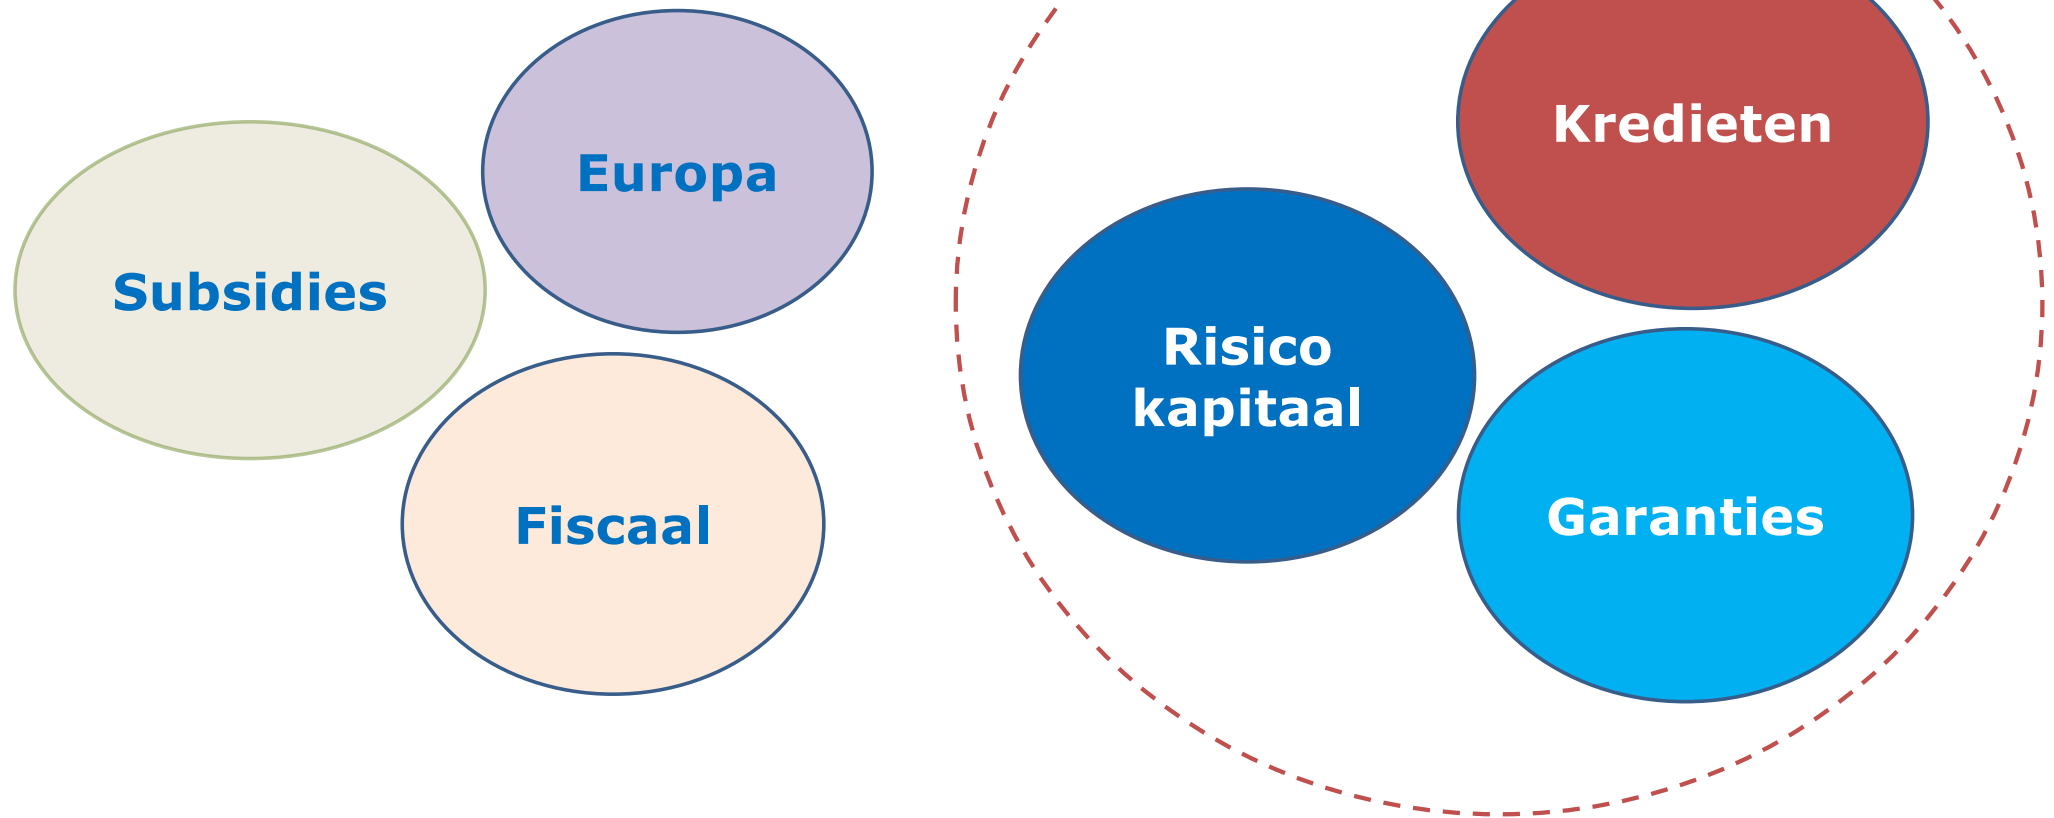 Europa
Subsidies
Fiscaal
Kredieten
Risico
kapitaal
Garanties